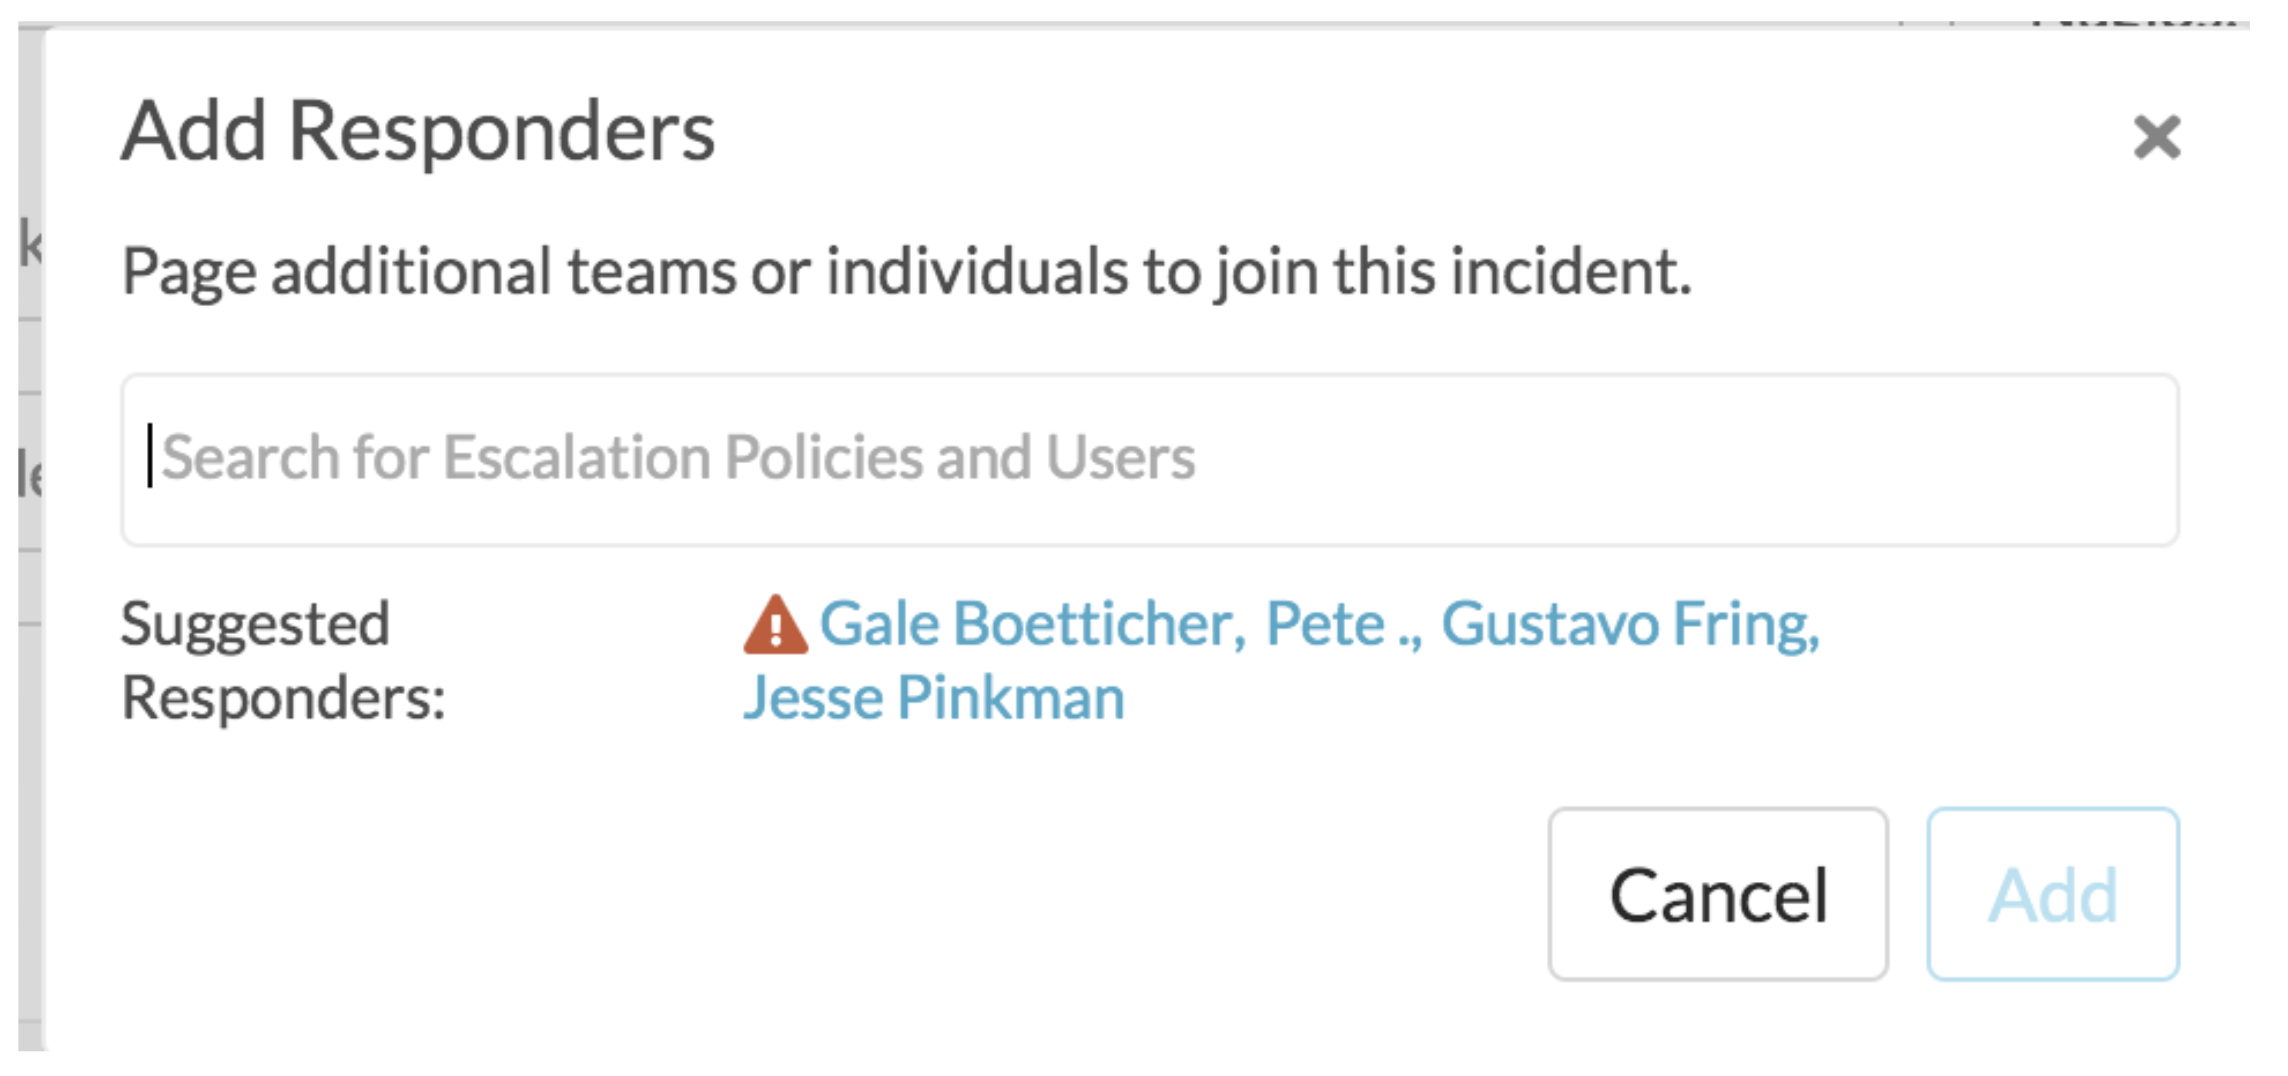 Add Responders
Page additional teams or individuals to join this incident.
Search for Escalation Policies and Users
Suggested Responders:
Gale Boetticher, Pete ., Gustavo Fring,
Jesse Pinkman
Cancel
Add